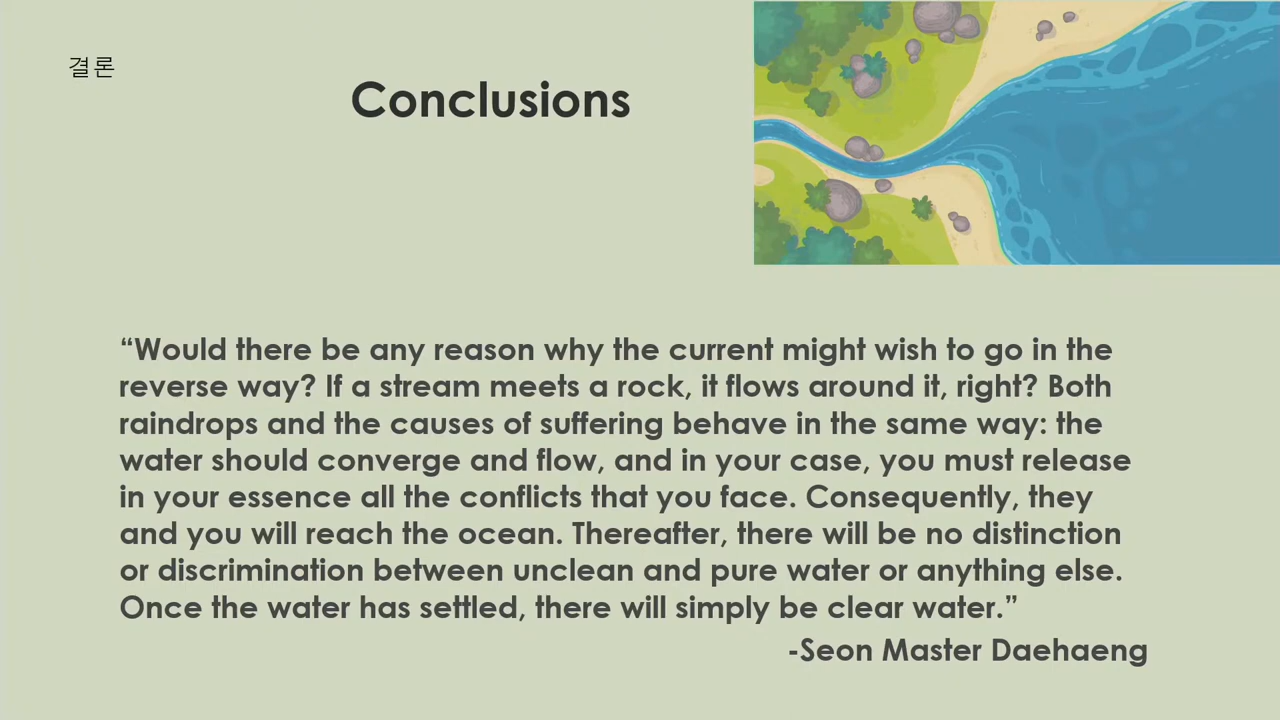 결론
Conclusions
“Would there be any reason why the current might wish to go in the
reverse way? If a stream meets a rock, it flows around it, right? Both
raindrops and the causes of suffering behave in the same way: the
water should converge and flow, and in your case, you must release
in your essence all the conflicts that you face. Consequently, they
and you will reach the ocean. Thereafter, there will be no distinction
or discrimination between unclean and pure water or anything else.
Once the water has settled, there will simply be clear water.”
-Seon Master Daehaeng